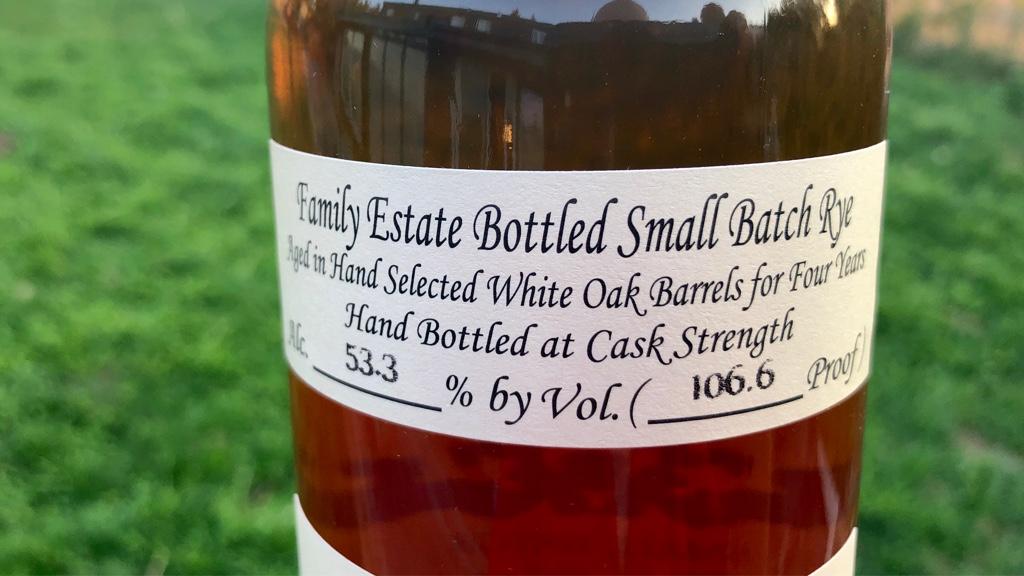 Family Estate Bottled Small Batch Rye
Aged in Hand Selected White Oak Barrels for Four Years
Hand Bottled at Cask Strength
Alc. 53.3 % by Vol. ( 106.6 Proof )